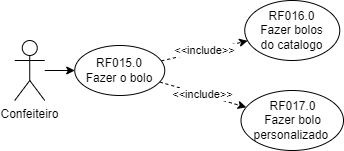 RF016.0
Fazer bolos
do catalogo
<<include>>
RF015.0
Fazer o bolo
Confeiteiro
<<include>>
RF017.0
Fazer bolo
personalizado